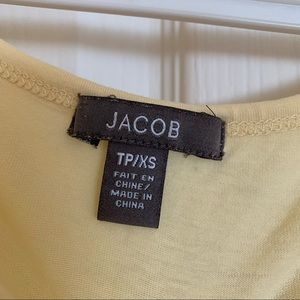 JACOB
TP/XS
FAIT EN
CHINE/
MADE IN
CHINA